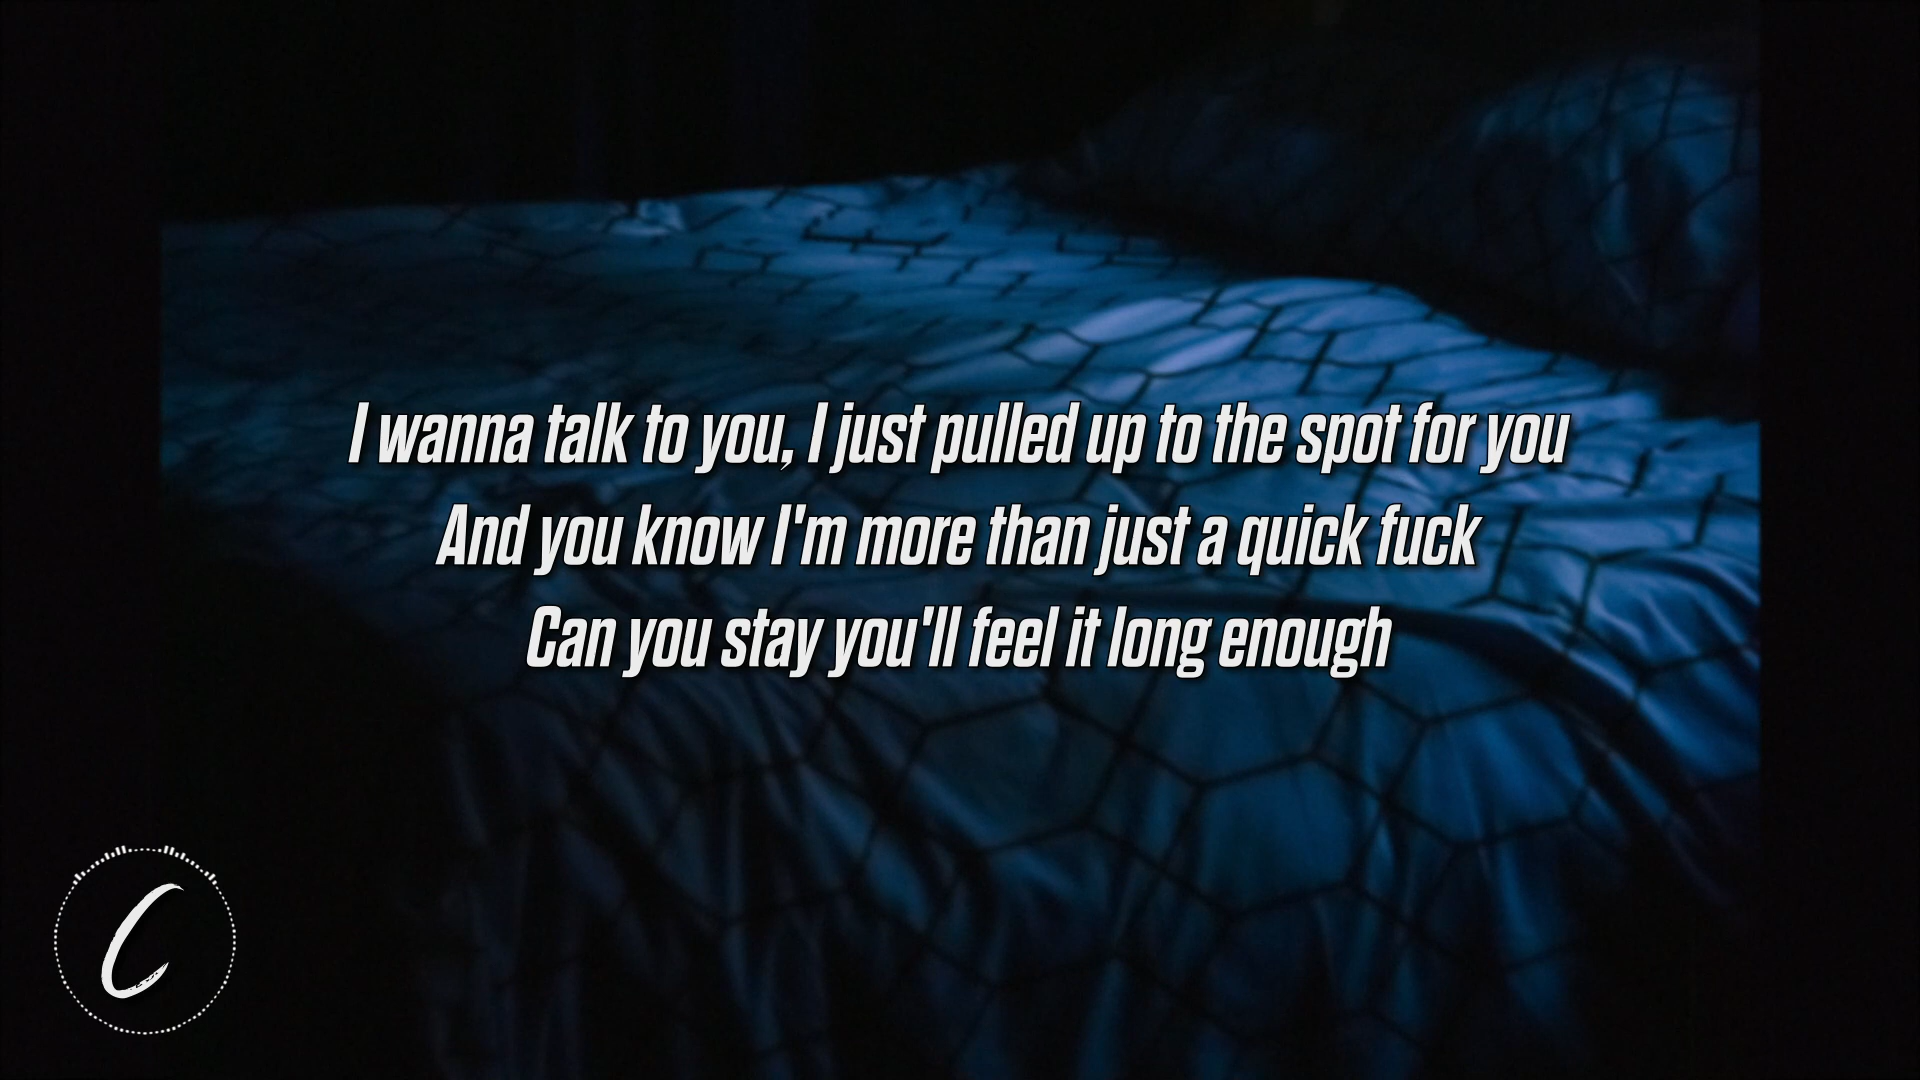 I wanna talk to you, I just pulled up to the spot for you
And you know I'm more than just a quick fuck
Can you stay you'll feel it long enough
C